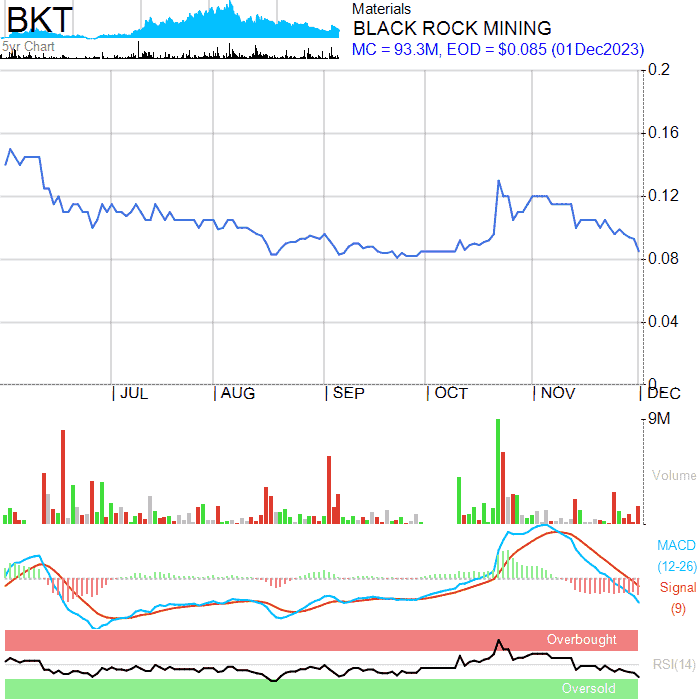 BKT
5yr Chart
Materials
BLACK ROCK MINING
MC = 93.3M, EOD = $0.085 (01Dec2023)
0.2
0.16
0.12
0.08
0.04
0
JUL
AUG
SEP
OCT
NOV
DEC
9M
Volume
MACD
(12-26)
Signal
(9)
Overbought
RSI(14)
Oversold